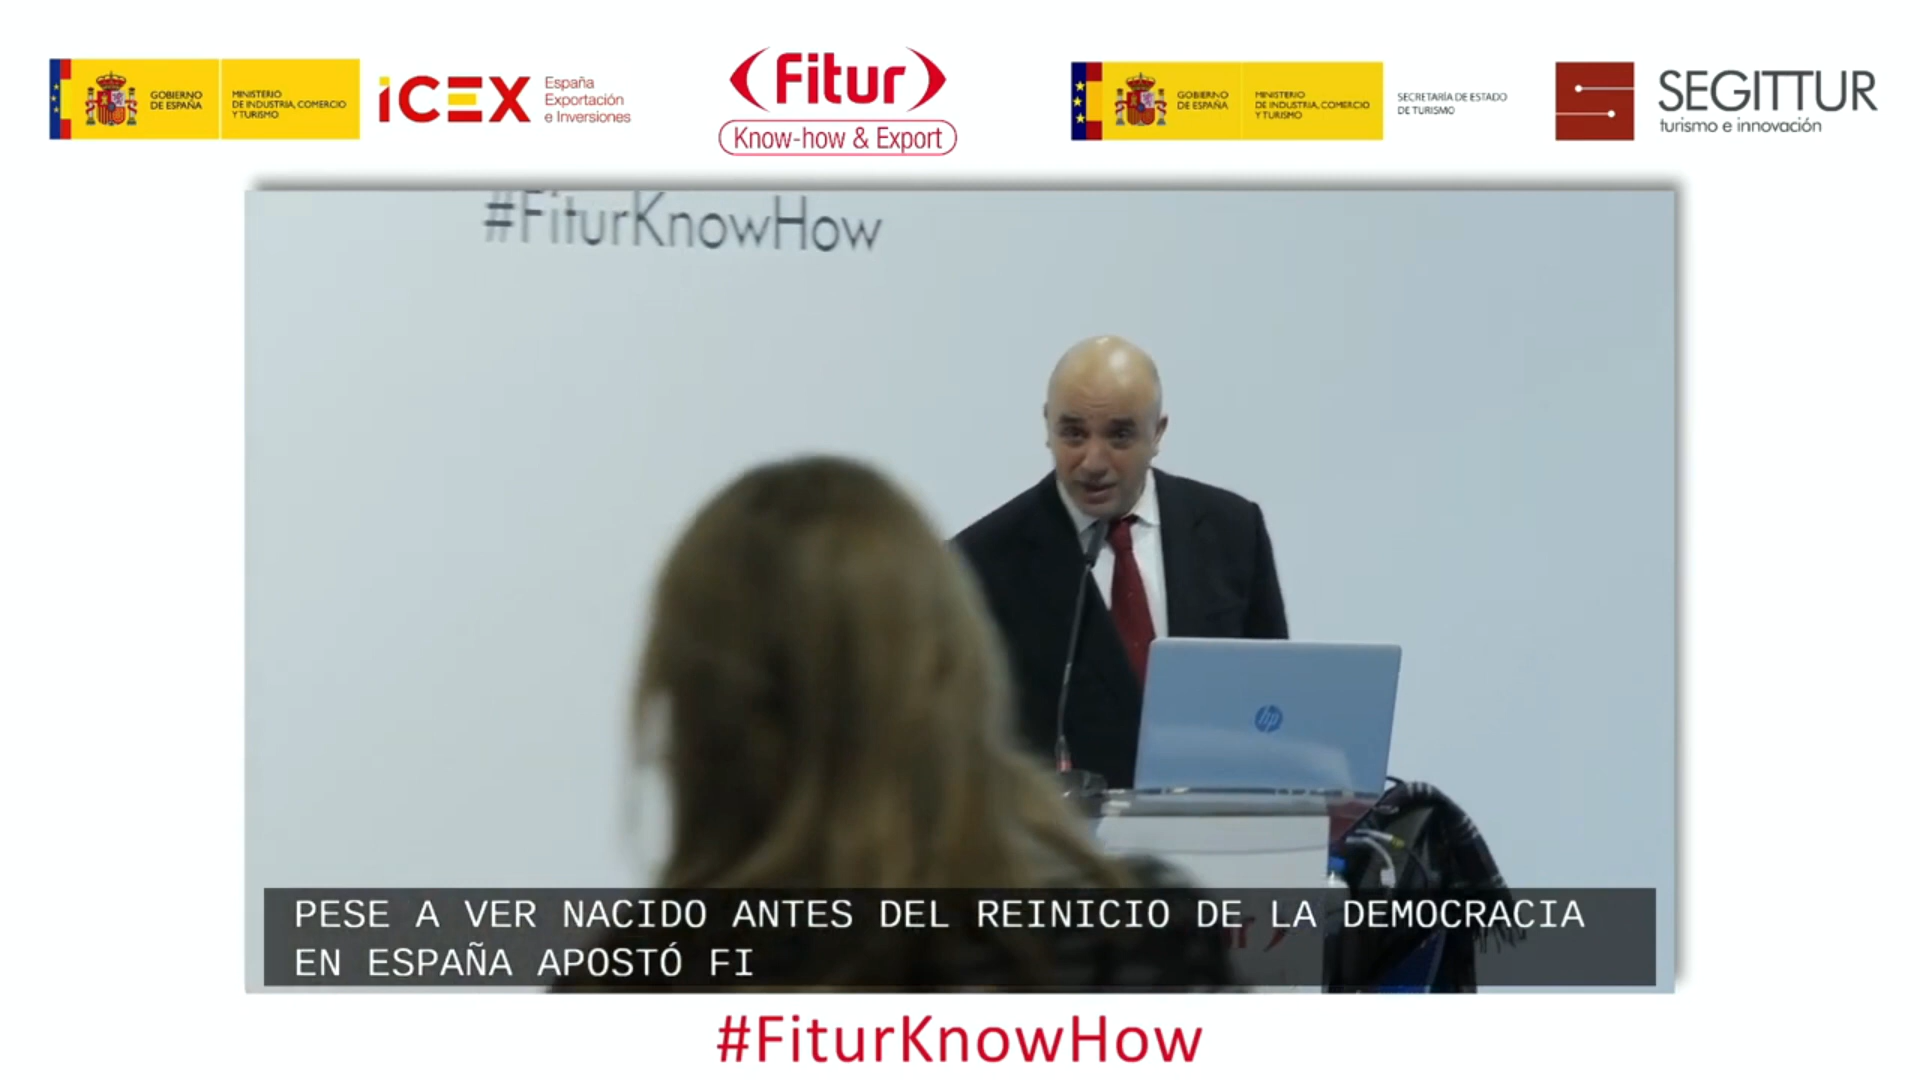 GOBIERNO
DE ESPAÑA
MINISTERIO
DE INDUSTRIA, COMERCIO
Y TURISMO
iCEX
España
Exportación
e Inversiones
Fitur
Know-how & Export
GOBIERNO
DE ESPAÑA
MINISTERIO
DE INDUSTRIA, COMERCIO
Y TURISMO
SECRETARÍA DE ESTADO
DE TURISMO
SEGITTUR
turismo e innovación
#FiturKnowHow
hp
PESE A VER NACIDO ANTES DEL REINICIO DE LA DEMOCRACIA
EN ESPAÑA APOSTÓ FI
#FiturKnowHow